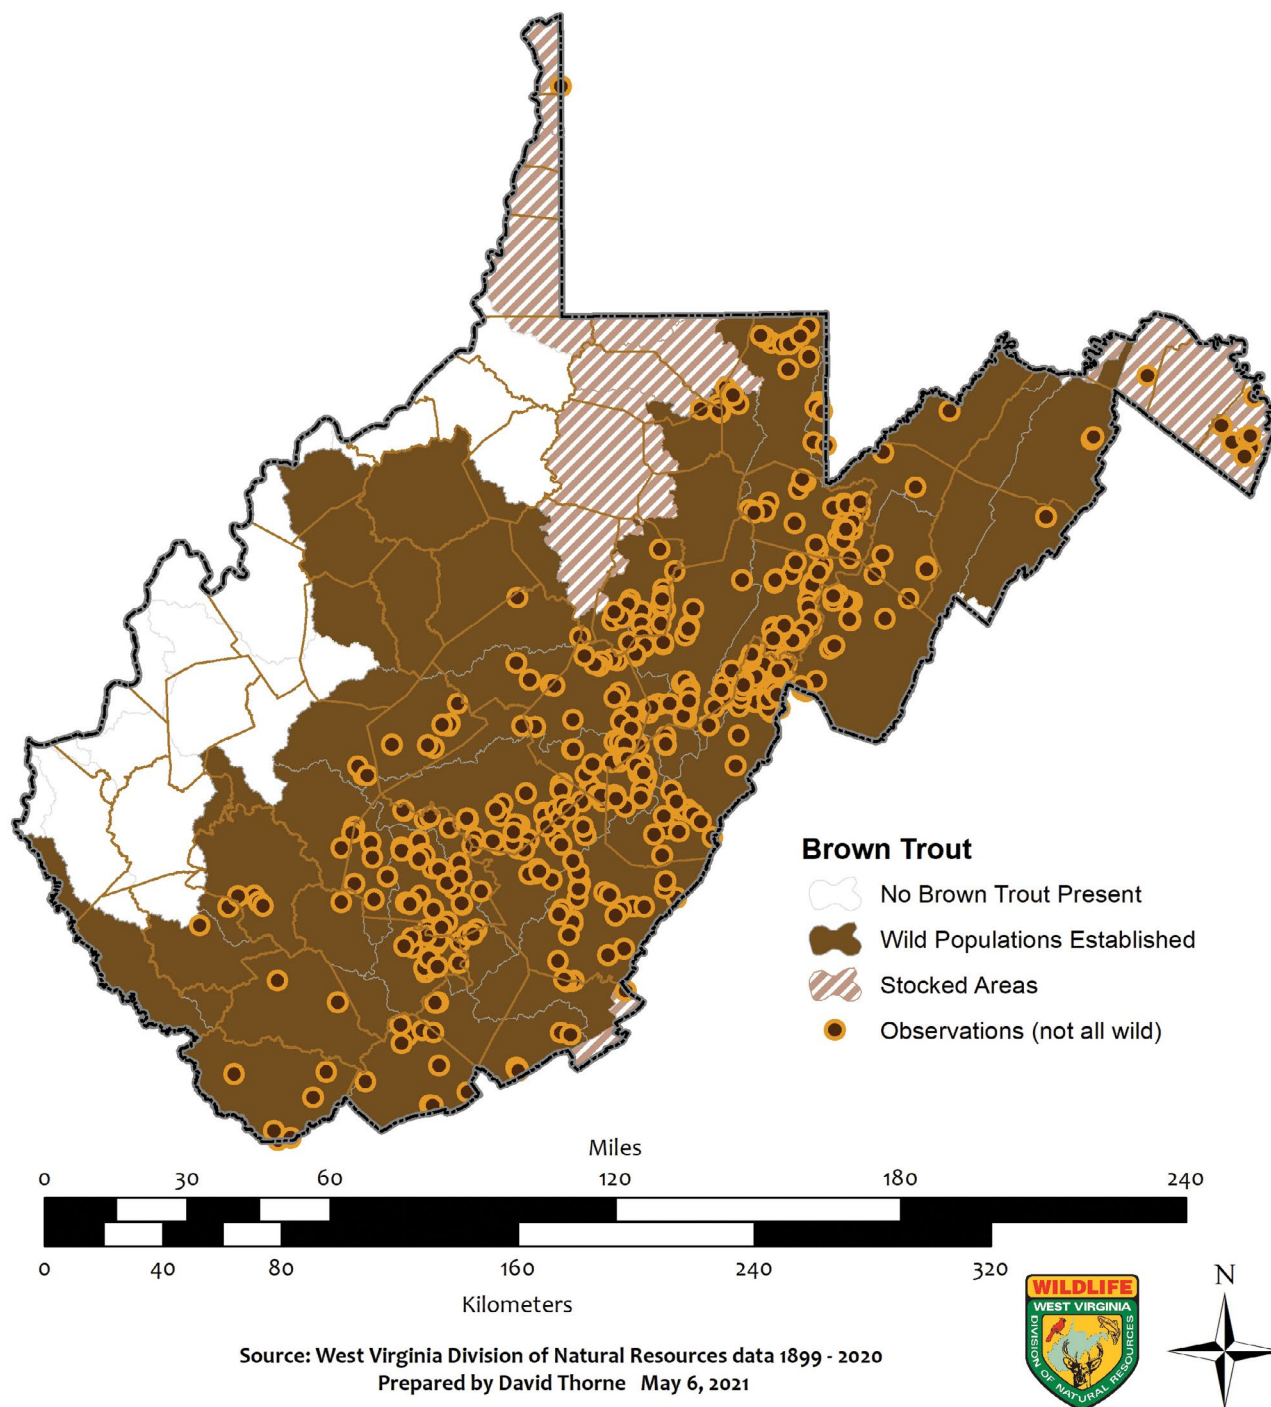 Brown Trout
No Brown Trout Present
Wild Populations Established
Stocked Areas
Observations (not all wild)
Miles
0 30 60 120 180 240
0 40 80 160 240 320
Kilometers
Source: West Virginia Division of Natural Resources data 1899 - 2020
Prepared by David Thorne May 6, 2021
WILDLIFE
WEST VIRGINIA
DIVISION OF NATURAL RESOURCES
N